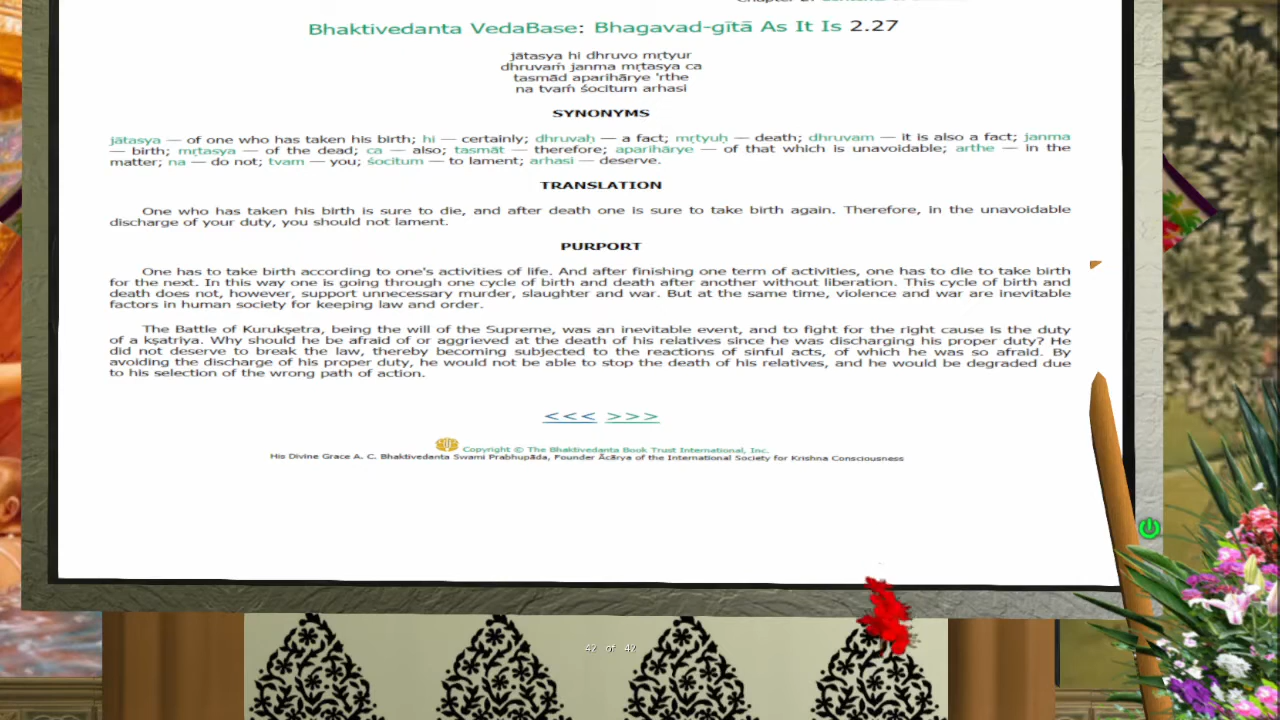 Bhaktivedanta VedaBase: Bhagavad-gītā As It Is 2.27
jātasya hi dhruvo mṛtyur
dhruvaṁ janma mṛtasya ca
tasmād aparihārye 'rthe
na tvaṁ śocitum arhasi
SYNONYMS
jātasya — of one who has taken his birth; hi — certainly; dhruvaḥ — a fact; mṛtyuḥ — death; dhruvam — it is also a fact; janma
— birth; mṛtasya — of the dead; ca — also; tasmāt — therefore; aparihārye — of that which is unavoidable; arthe — in the
matter; na — do not; tvam — you; śocitum — to lament; arhasi — deserve.
TRANSLATION
One who has taken his birth is sure to die, and after death one is sure to take birth again. Therefore, in the unavoidable
discharge of your duty, you should not lament.
PURPORT
One has to take birth according to one's activities of life. And after finishing one term of activities, one has to die to take birth
for the next. In this way one is going through one cycle of birth and death after another without liberation. This cycle of birth and
death does not, however, support unnecessary murder, slaughter and war. But at the same time, violence and war are inevitable
factors in human society for keeping law and order.
The Battle of Kurukṣetra, being the will of the Supreme, was an inevitable event, and to fight for the right cause is the duty
of a kṣatriya. Why should he be afraid of or aggrieved at the death of his relatives since he was discharging his proper duty? He
did not deserve to break the law, thereby becoming subjected to the reactions of sinful acts, of which he was so afraid. By
avoiding the discharge of his proper duty, he would not be able to stop the death of his relatives, and he would be degraded due
to his selection of the wrong path of action.
<<< >>>
Copyright © The Bhaktivedanta Book Trust International, Inc.
His Divine Grace A. C. Bhaktivedanta Swami Prabhupāda, Founder Ācārya of the International Society for Krishna Consciousness
42 of 42